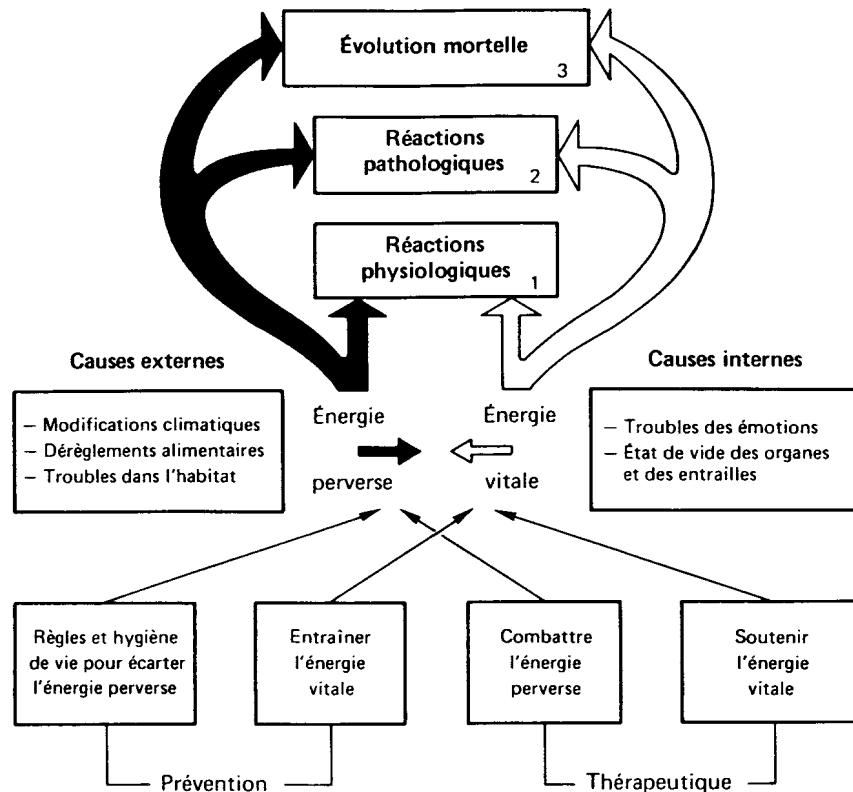 Évolution mortelle
3
Réactions
pathologiques
2
Réactions
physiologiques
1
Causes externes
– Modifications climatiques
– Dérèglements alimentaires
– Troubles dans l'habitat
Énergie
perverse
Énergie
vitale
Causes internes
– Troubles des émotions
– État de vide des organes
et des entrailles
Règles et hygiène
de vie pour écarter
l'énergie perverse
Entraîner
l'énergie
vitale
Combattre
l'énergie
perverse
Soutenir
l'énergie
vitale
Prévention
Thérapeutique